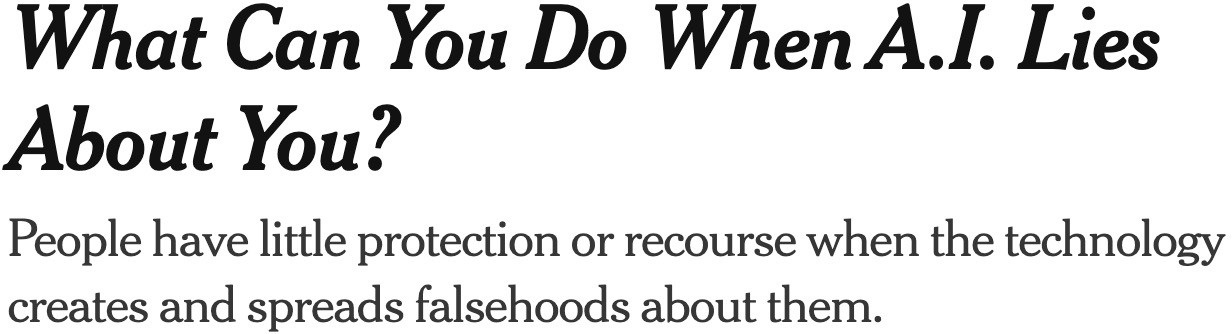 What Can You Do When A.I. Lies
About You?
People have little protection or recourse when the technology
creates and spreads falsehoods about them.